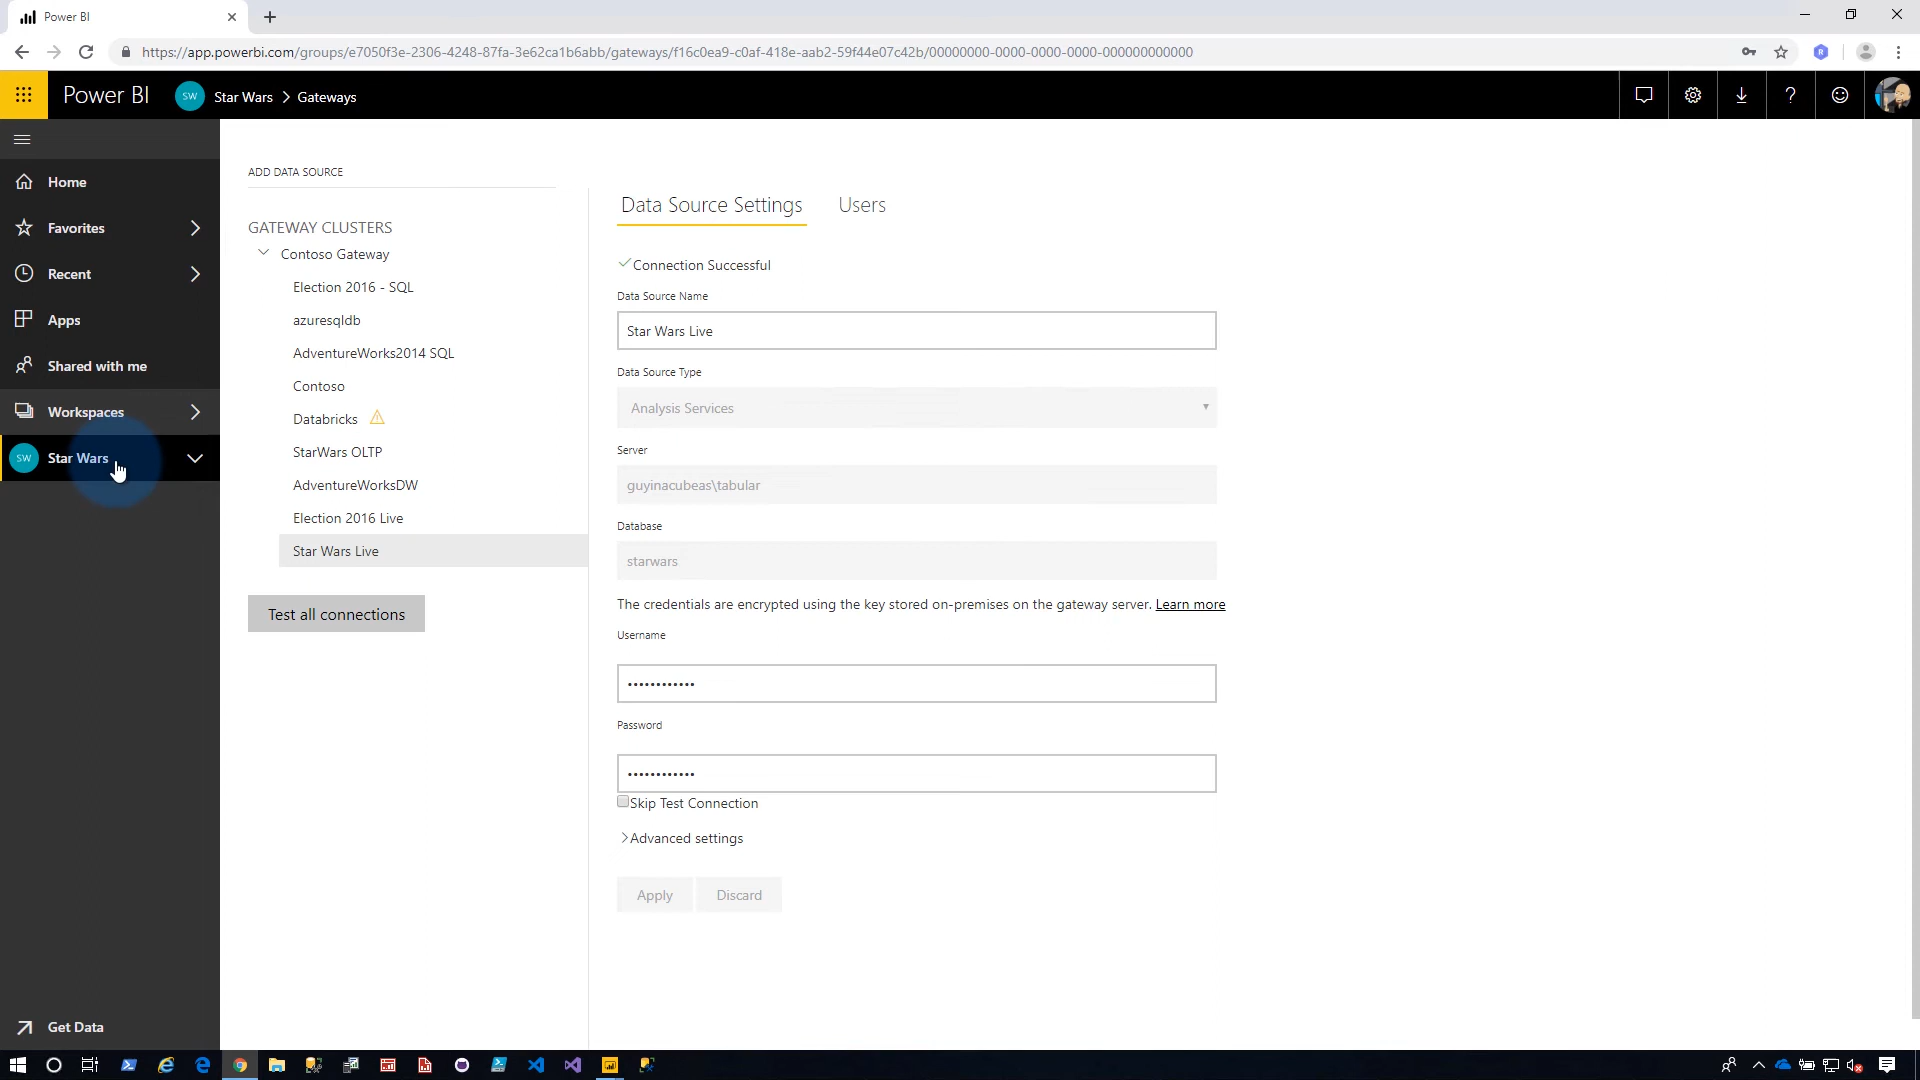 Power BI
https://app.powerbi.com/groups/e7050f3e-2306-4248-87fa-3e62ca1b6abb/gateways/f16c0ea9-c0af-418e-aab2-59f44e07c42b/00000000-0000-0000-0000-000000000000
Power BI
SW
Star Wars > Gateways
Home
Favorites
Recent
Apps
Shared with me
Workspaces
SW
Star Wars
Get Data
ADD DATA SOURCE
GATEWAY CLUSTERS
Contoso Gateway
Election 2016 - SQL
azuresqldb
AdventureWorks2014 SQL
Contoso
Databricks
StarWars OLTP
AdventureWorksDW
Election 2016 Live
Star Wars Live
Test all connections
Data Source Settings
Users
Connection Successful
Data Source Name
Star Wars Live
Data Source Type
Analysis Services
Server
guyinacubeas\tabular
Database
starwars
The credentials are encrypted using the key stored on-premises on the gateway server. Learn more
Username
••••••••••••
Password
••••••••••••
Skip Test Connection
Advanced settings
Apply
Discard